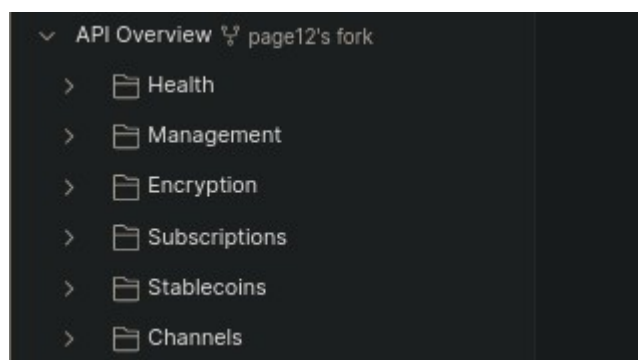 API Overview page12's fork
Health
Management
Encryption
Subscriptions
Stablecoins
Channels